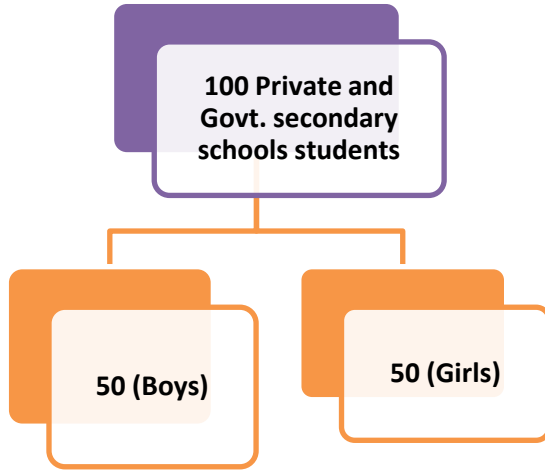 100 Private and
Govt. secondary
schools students
50 (Boys)
50 (Girls)